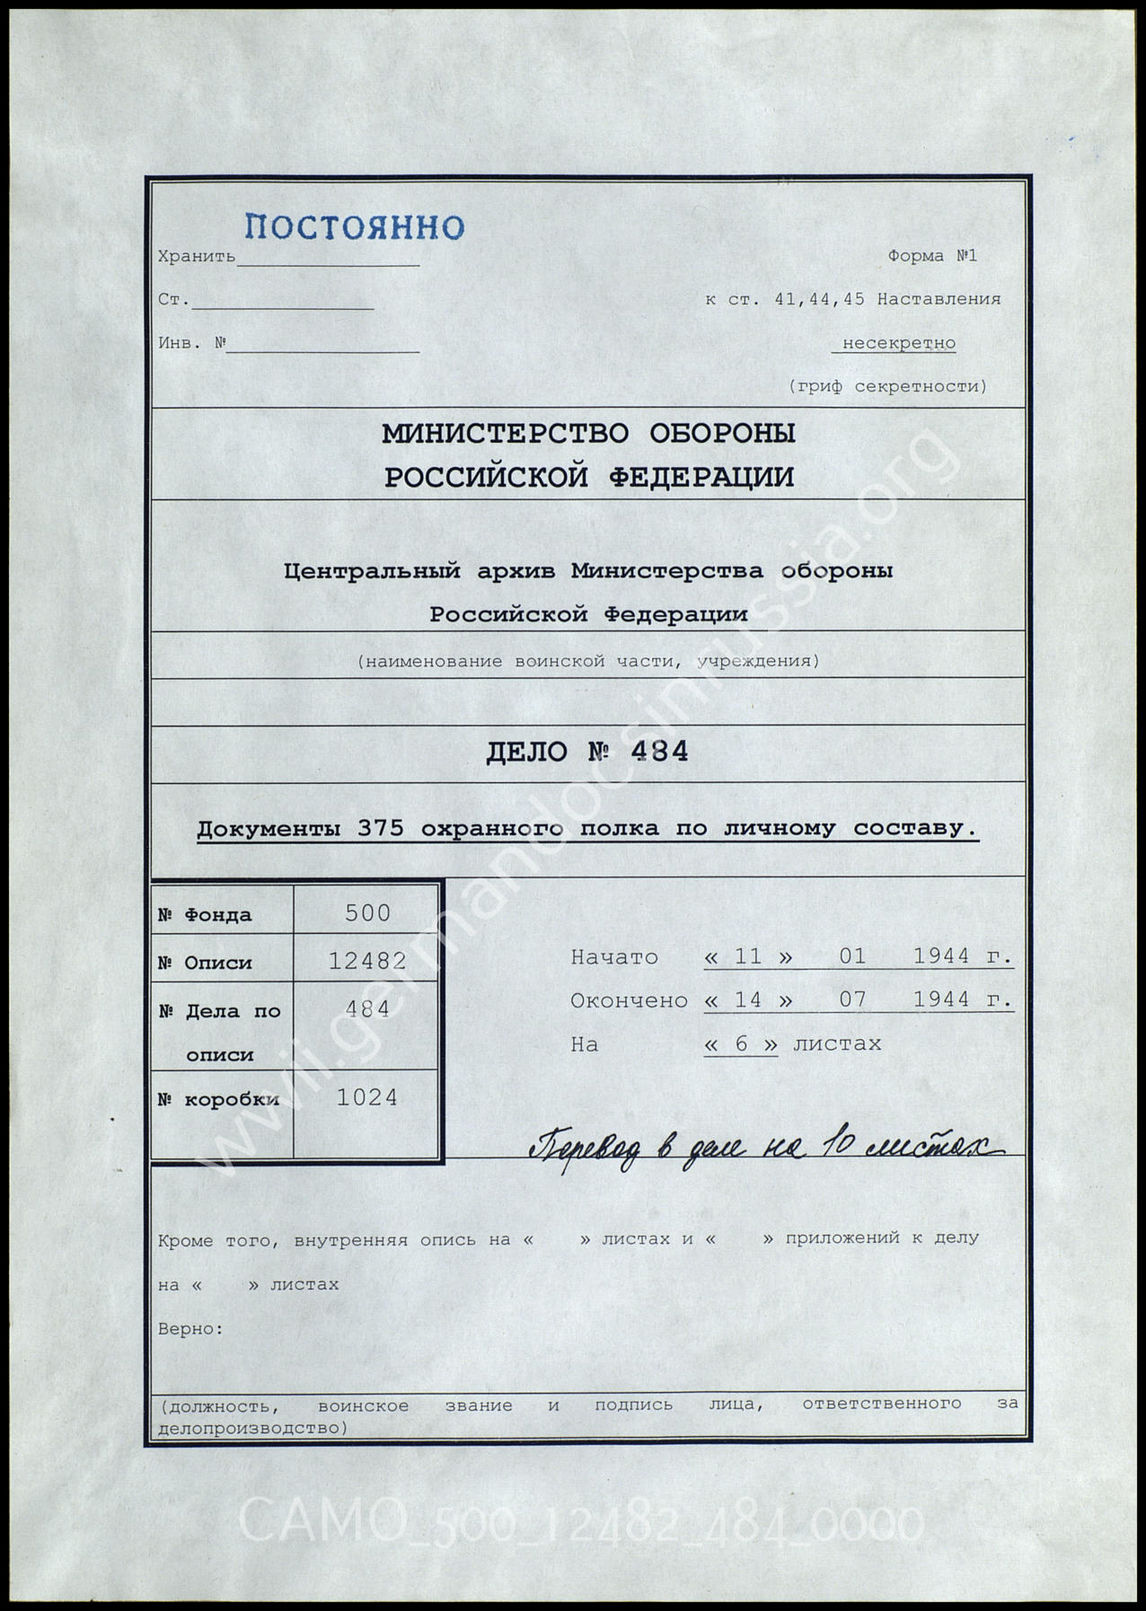 ПОСТОЯННО
Хранить
Форма №1
Ст.
к ст. 41,44,45 Наставления
Инв. №
несекретно
(гриф секретности)
МИНИСТЕРСТВО ОБОРОНЫ
РОССИЙСКОЙ ФЕДЕРАЦИИ
Центральный архив Министерства обороны
Российской Федерации
(наименование воинской части, учреждения)
ДЕЛО № 484
Документы 375 охранного полка по личному составу.
№ Фонда 500
№ Описи 12482
№ Дела по описи 484
№ коробки 1024
Начато « 11 » 01 1944 г.
Окончено « 14 » 07 1944 г.
На « 6 » листах
Перевод в деле на 10 листах
Кроме того, внутренняя опись на « » листах и « » приложений к делу
на « » листах
Верно:
(должность, воинское звание и подпись лица, ответственного за
делопроизводство)
www.germandocsinrussia.org
CAMO_500_12482_484_0000